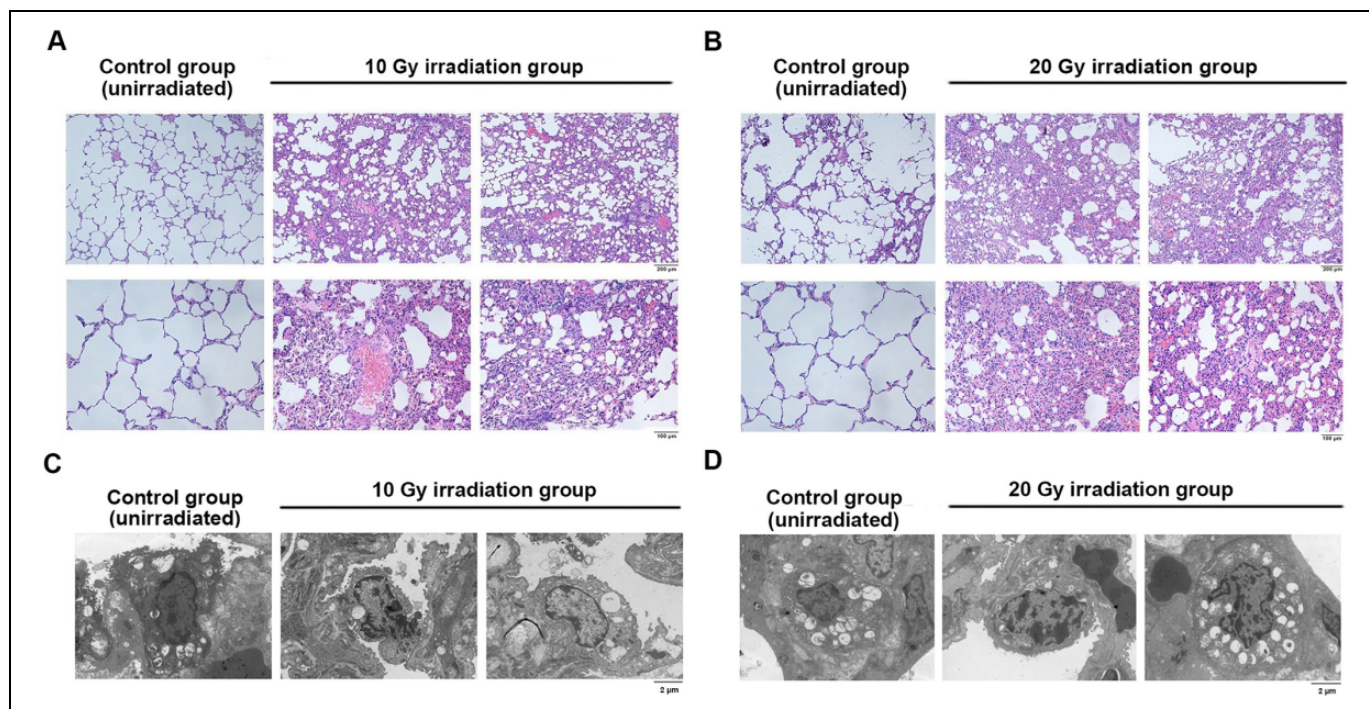 A
Control group
(unirradiated)
10 Gy irradiation group
200 μm
100 μm
B
Control group
(unirradiated)
20 Gy irradiation group
200 μm
100 μm
C
Control group
(unirradiated)
10 Gy irradiation group
2 μm
D
Control group
(unirradiated)
20 Gy irradiation group
2 μm